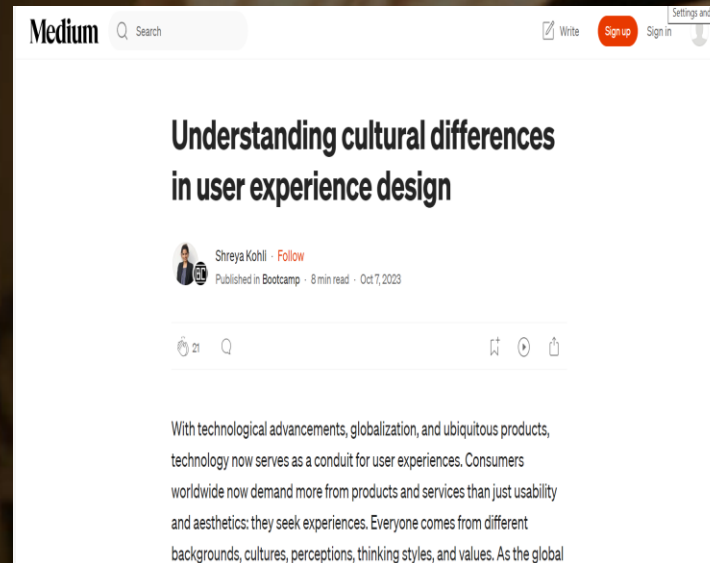 Settings and
Medium
Search
Write
Sign up
Sign in
Understanding cultural differences
in user experience design
Shreya Kohli · Follow
Published in Bootcamp · 8 min read · Oct 7, 2023
21
With technological advancements, globalization, and ubiquitous products,
technology now serves as a conduit for user experiences. Consumers
worldwide now demand more from products and services than just usability
and aesthetics: they seek experiences. Everyone comes from different
backgrounds, cultures, perceptions, thinking styles, and values. As the global